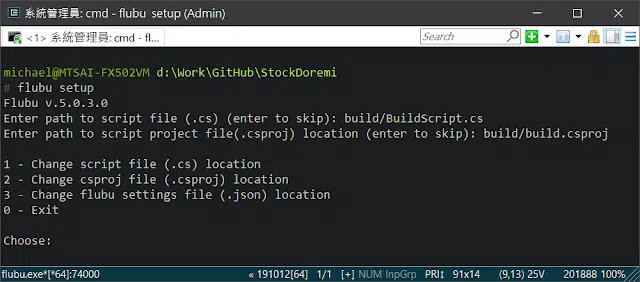 系統管理員: cmd - flubu  setup (Admin)
<1> 系統管理員: cmd - fl...
Search
michael@MTSAI-FX502VM d:\Work\GitHub\StockDoremi
# flubu setup
Flubu v.5.0.3.0
Enter path to script file (.cs) (enter to skip): build/BuildScript.cs
Enter path to script project file(.csproj) location (enter to skip): build/build.csproj
1 - Change script file (.cs) location
2 - Change csproj file (.csproj) location
3 - Change flubu settings file (.json) location
0 - Exit
Choose:
flubu.exe*[*64]:74000 « 191012[64] 1/1 [+] NUM InpGrp PRI↕ 91x14 (9,13) 25V 201888 100%